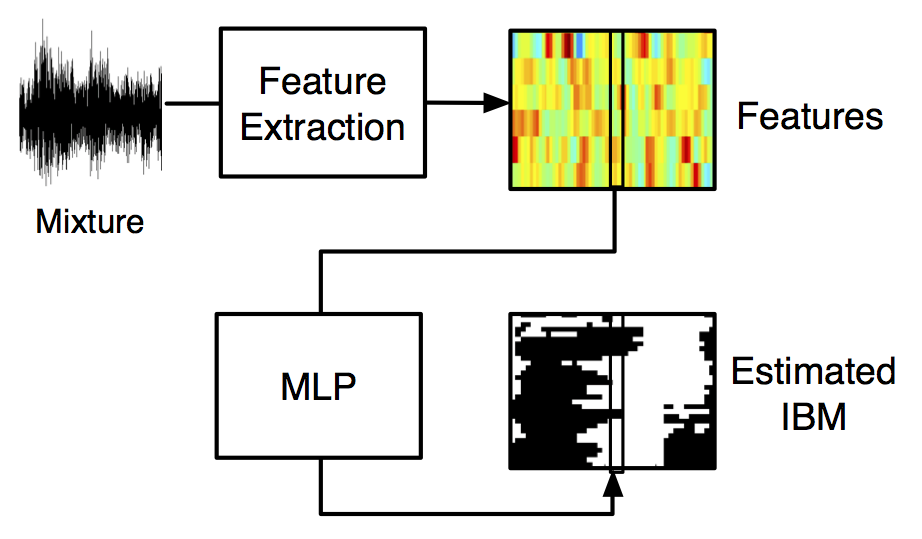 Feature
Extraction
Features
Mixture
MLP
Estimated
IBM